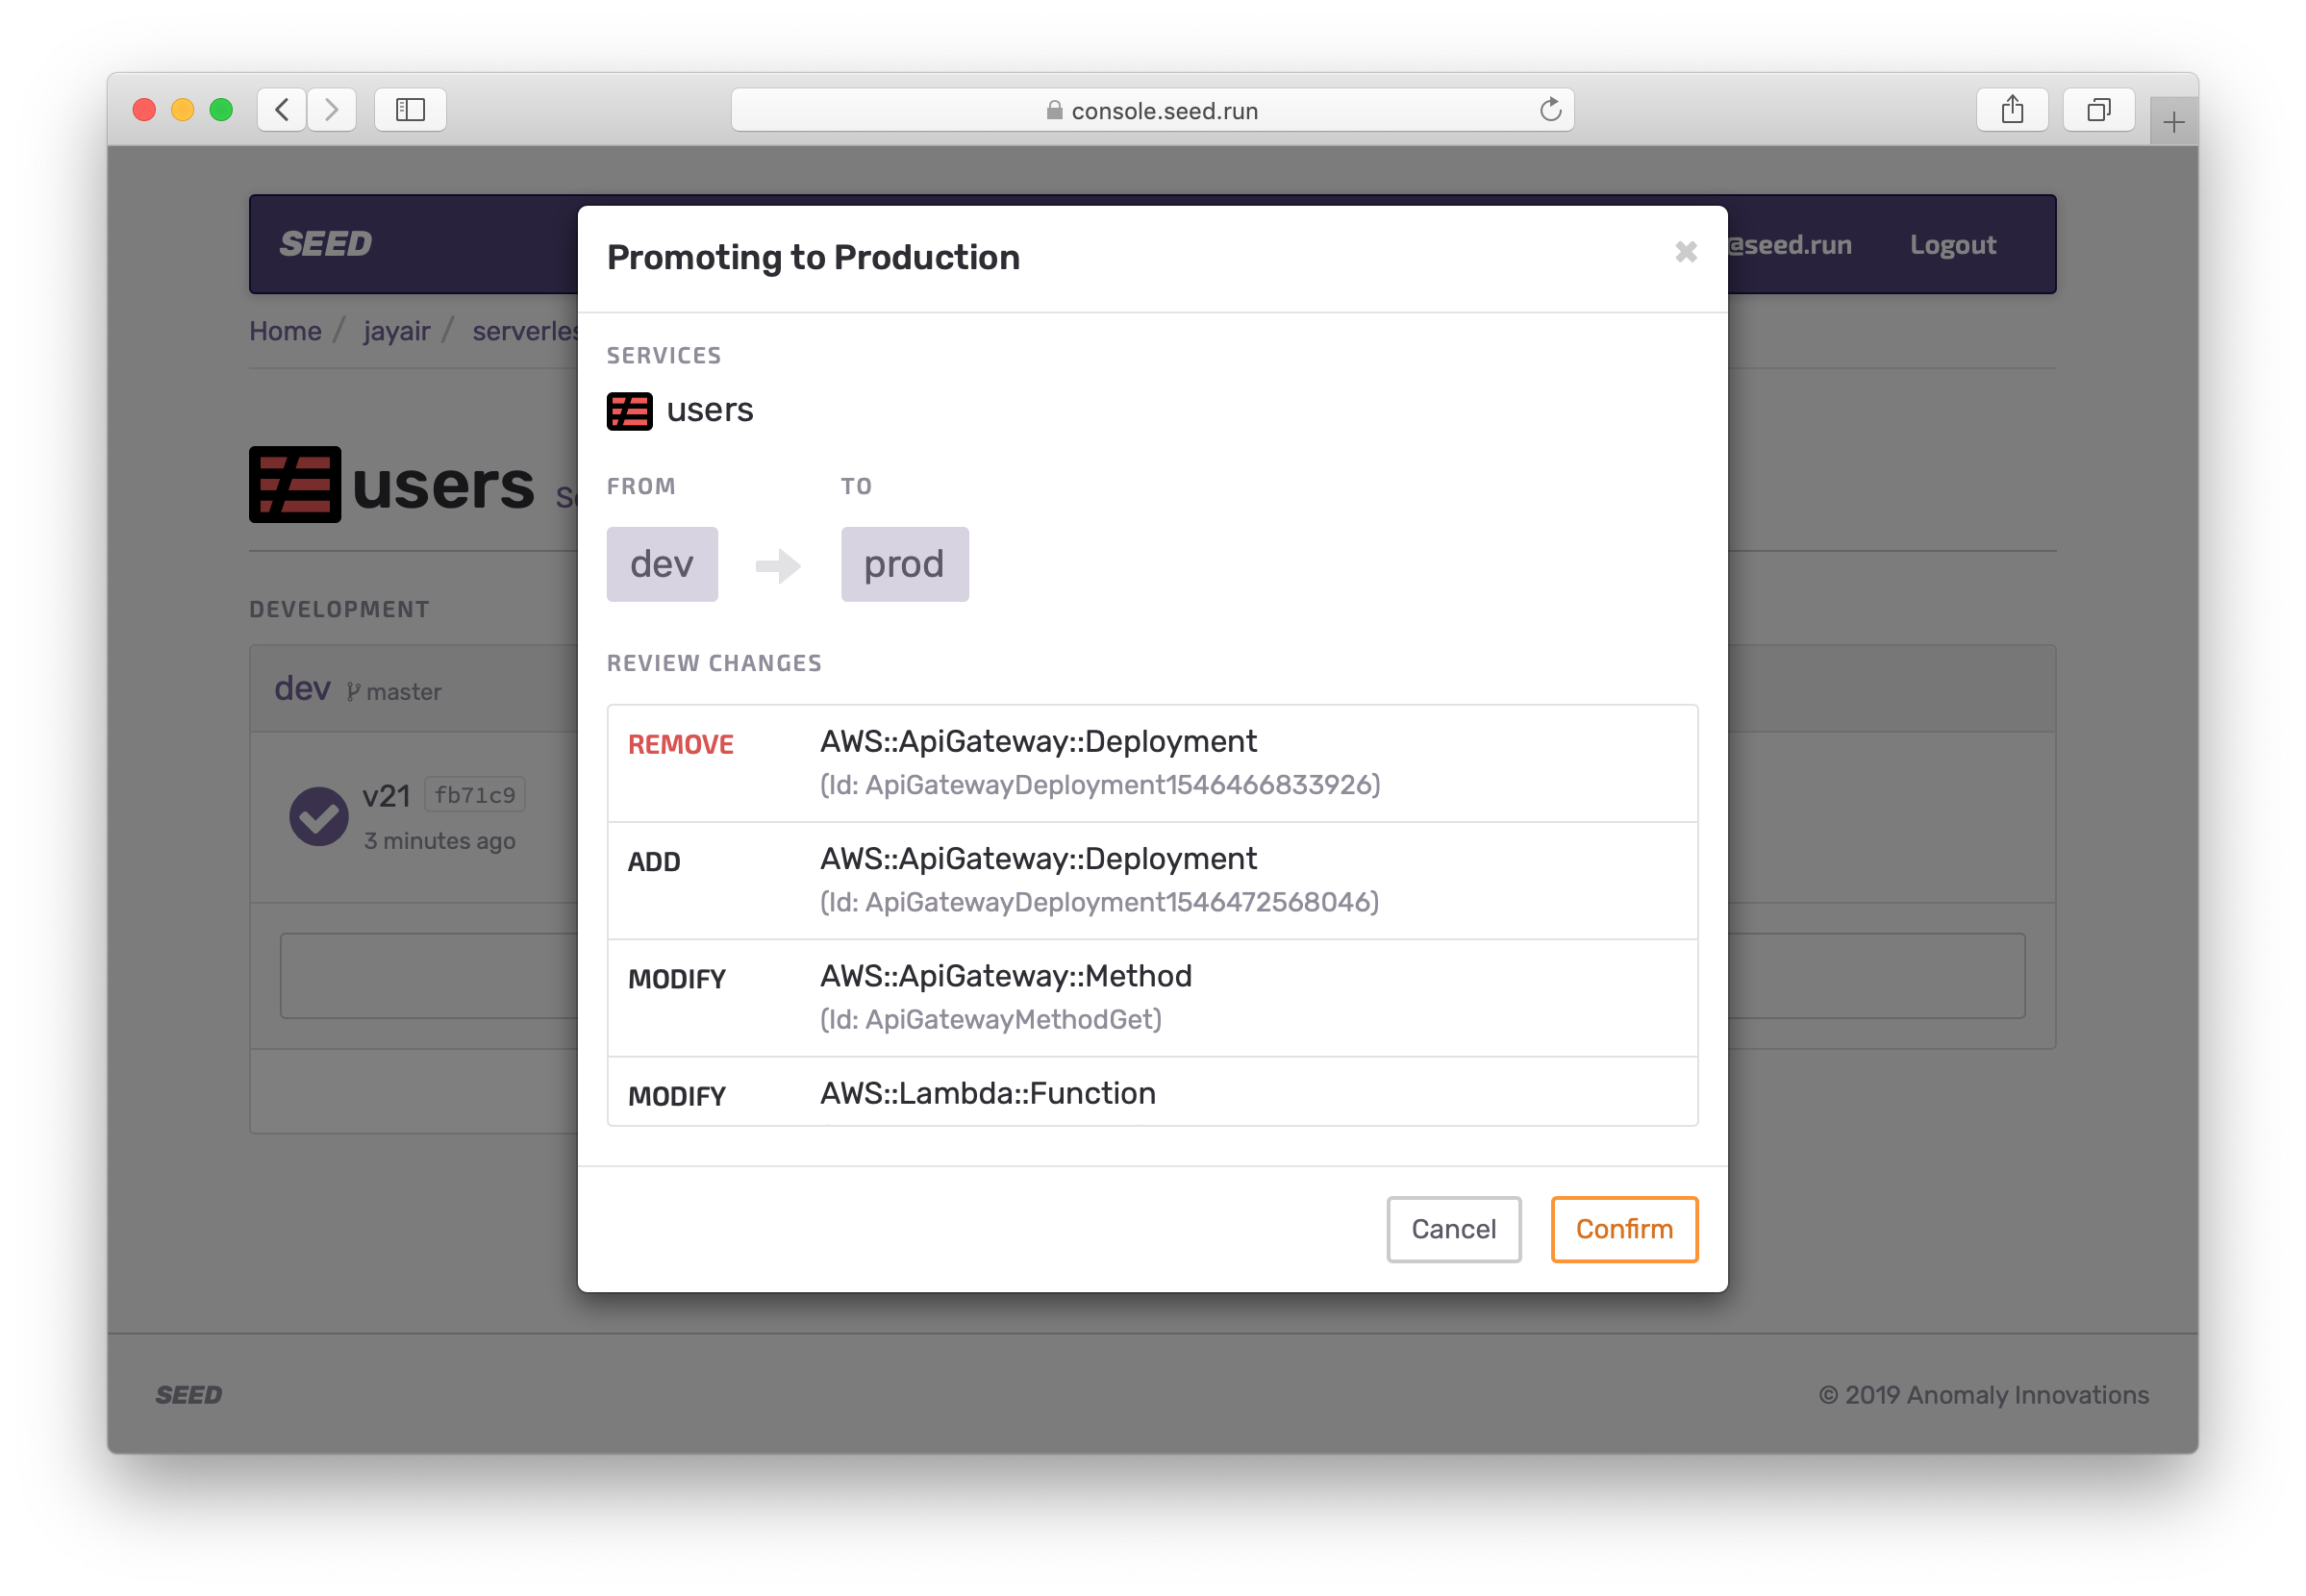 console.seed.run
SEED
@seed.run Logout
Home / jayair /
users
DEVELOPMENT
dev master
v21 fb71c9
3 minutes ago
Promoting to Production
SERVICES
users
FROM TO
dev prod
REVIEW CHANGES
REMOVE AWS::ApiGateway::Deployment
(Id: ApiGatewayDeployment1546466833926)
ADD AWS::ApiGateway::Deployment
(Id: ApiGatewayDeployment1546472568046)
MODIFY AWS::ApiGateway::Method
(Id: ApiGatewayMethodGet)
MODIFY AWS::Lambda::Function
Cancel Confirm
SEED
© 2019 Anomaly Innovations